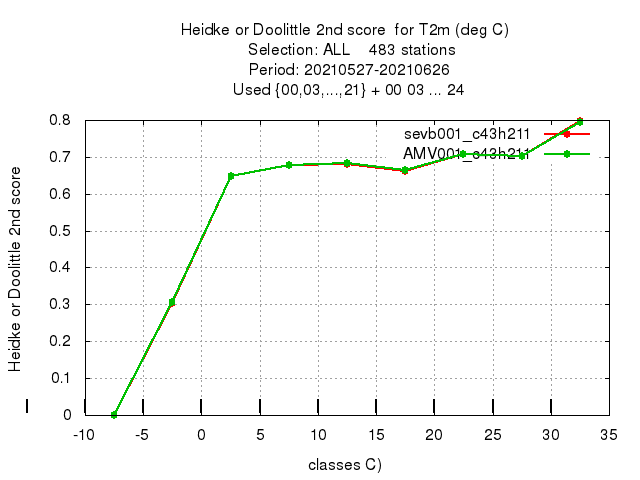 Heidke or Doolittle 2nd score  for T2m (deg C)
Selection: ALL    483 stations
Period: 20210527-20210626
Used {00,03,...,21} + 00 03 ... 24
sevb001_c43h211
AMV001_c43h211
Heidke or Doolittle 2nd score
0.8
0.7
0.6
0.5
0.4
0.3
0.2
0.1
0
-10 -5 0 5 10 15 20 25 30 35
classes C)